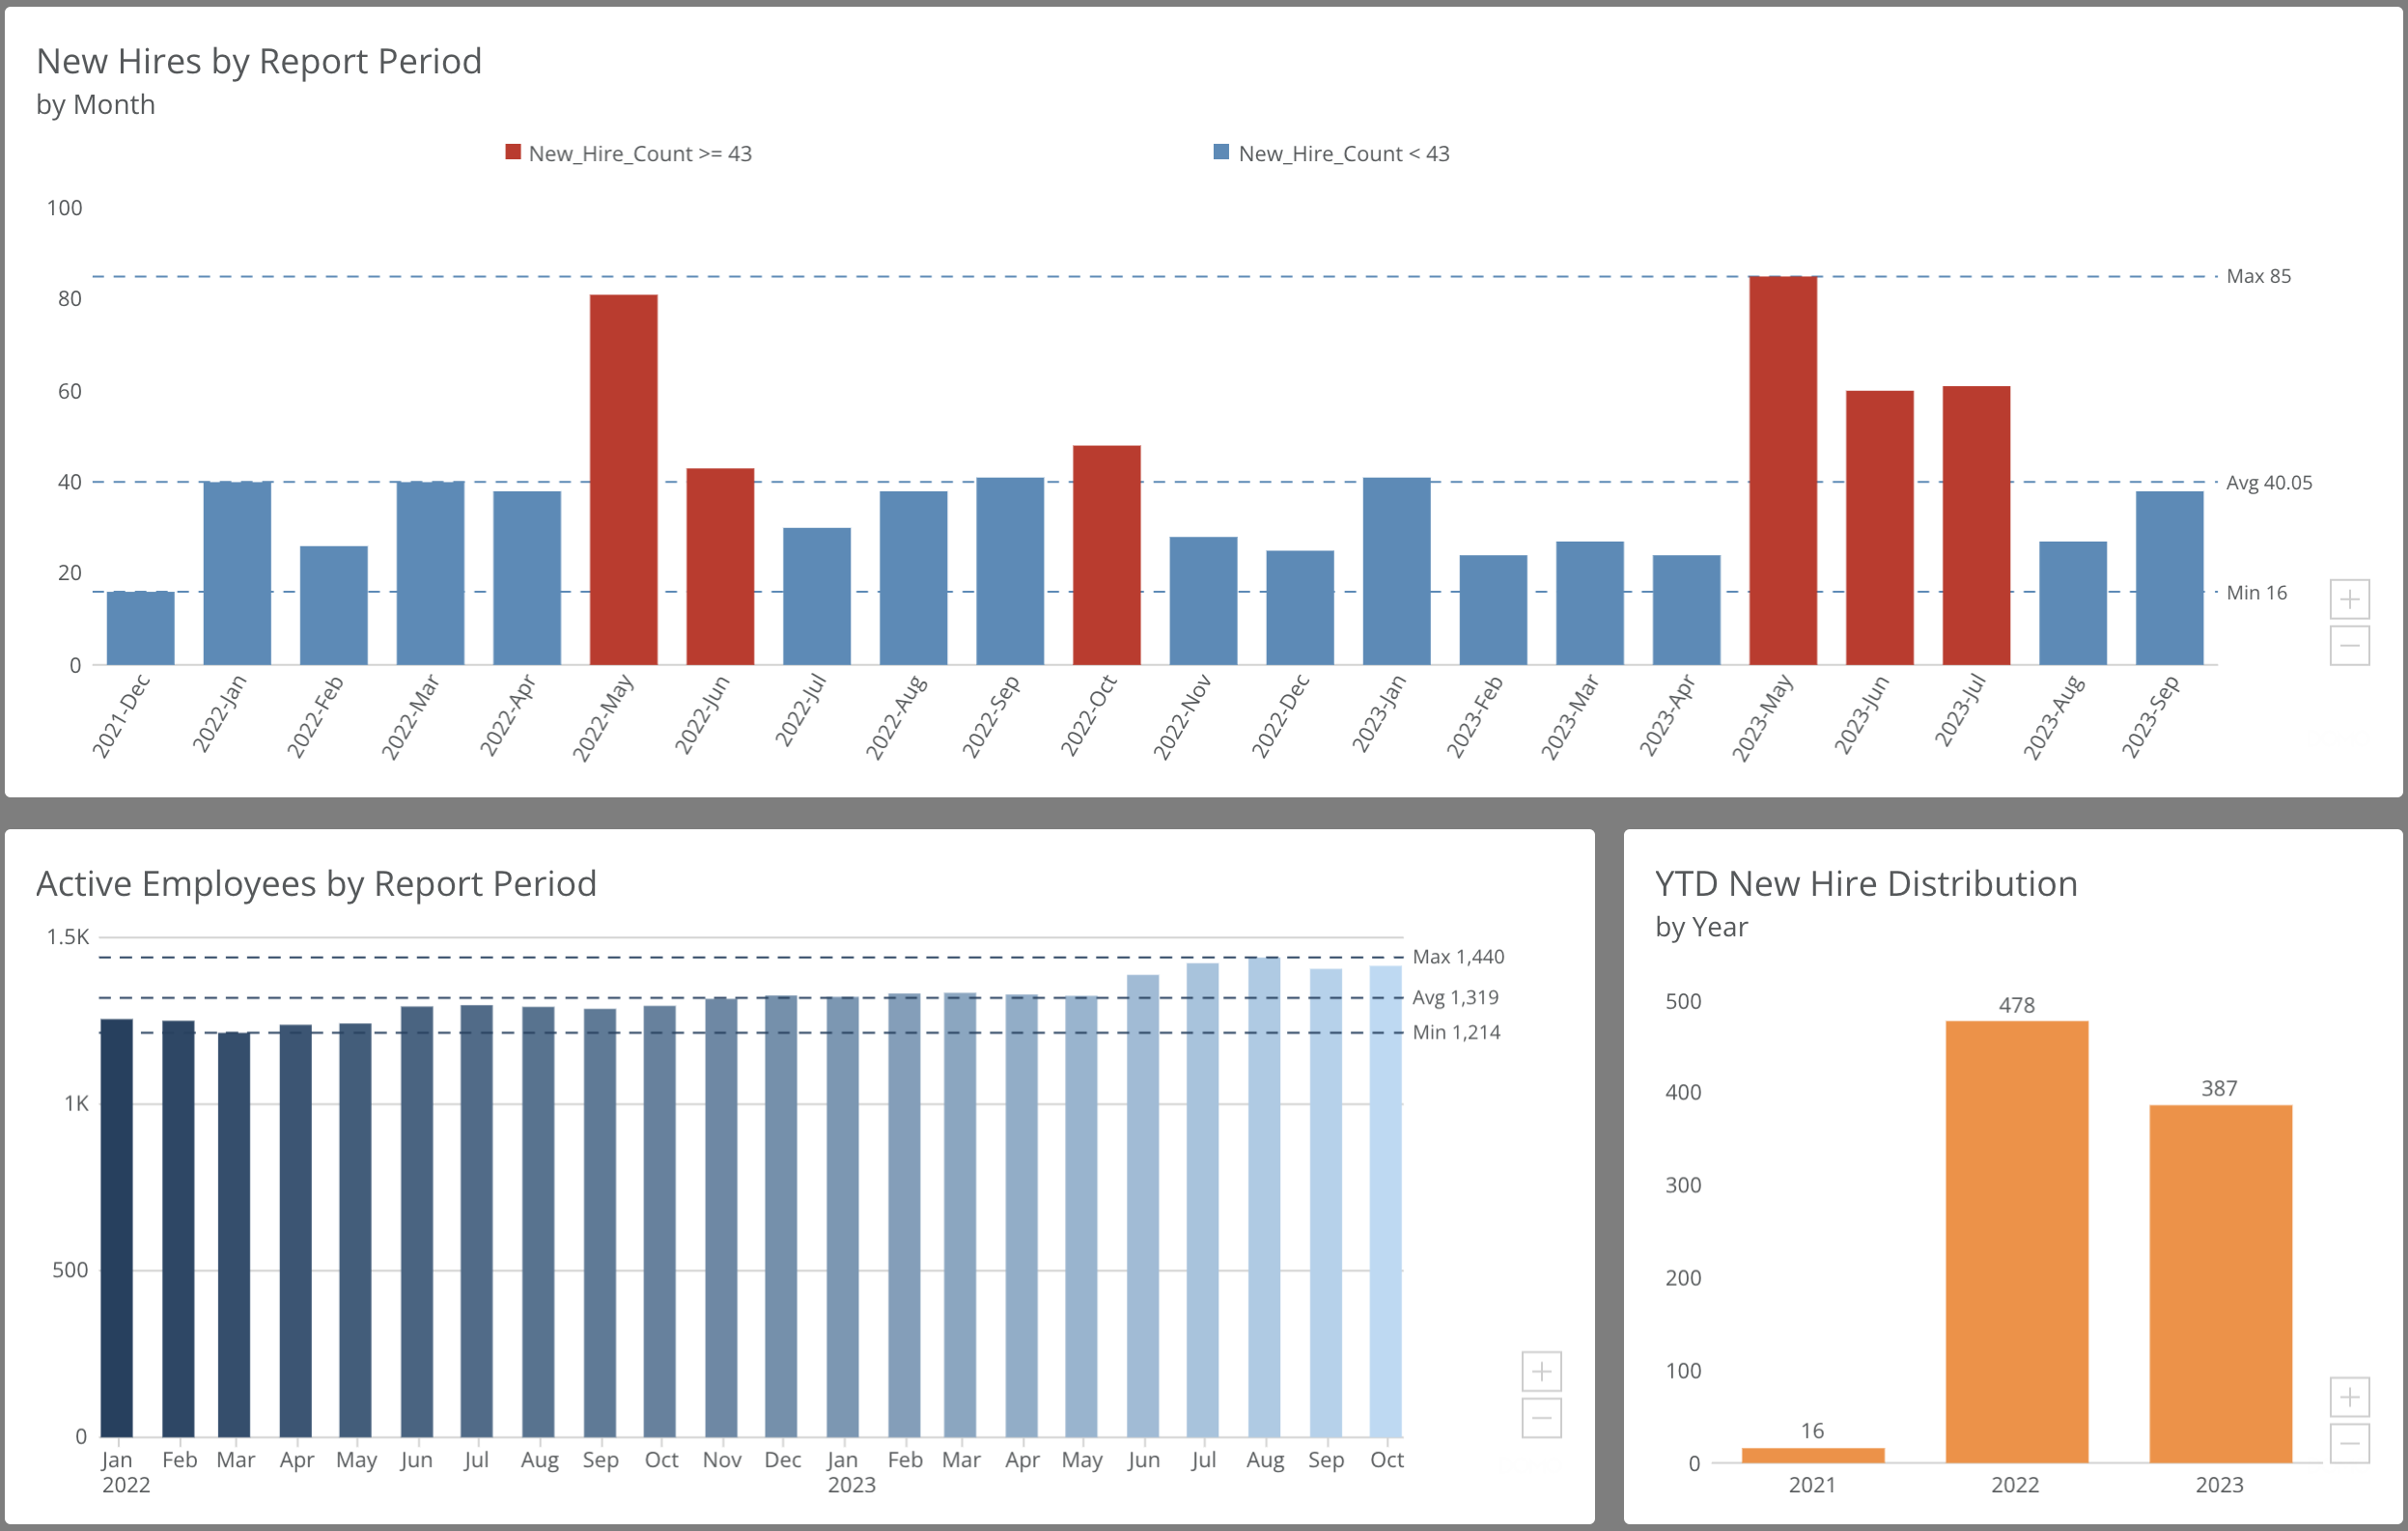 New Hires by Report Period
by Month
New_Hire_Count >= 43 New_Hire_Count < 43
100
80
60
40
20
0
Max 85
Avg 40.05
Min 16
2021-Dec 2022-Jan 2022-Feb 2022-Mar 2022-Apr 2022-May 2022-Jun 2022-Jul 2022-Aug 2022-Sep 2022-Oct 2022-Nov 2022-Dec 2023-Jan 2023-Feb 2023-Mar 2023-Apr 2023-May 2023-Jun 2023-Jul 2023-Aug 2023-Sep
Active Employees by Report Period
1.5K
1K
500
0
Max 1,440
Avg 1,319
Min 1,214
Jan Feb Mar Apr May Jun Jul Aug Sep Oct Nov Dec Jan Feb Mar Apr May Jun Jul Aug Sep Oct
2022 2023
YTD New Hire Distribution
by Year
500
400
300
200
100
0
16 478 387
2021 2022 2023